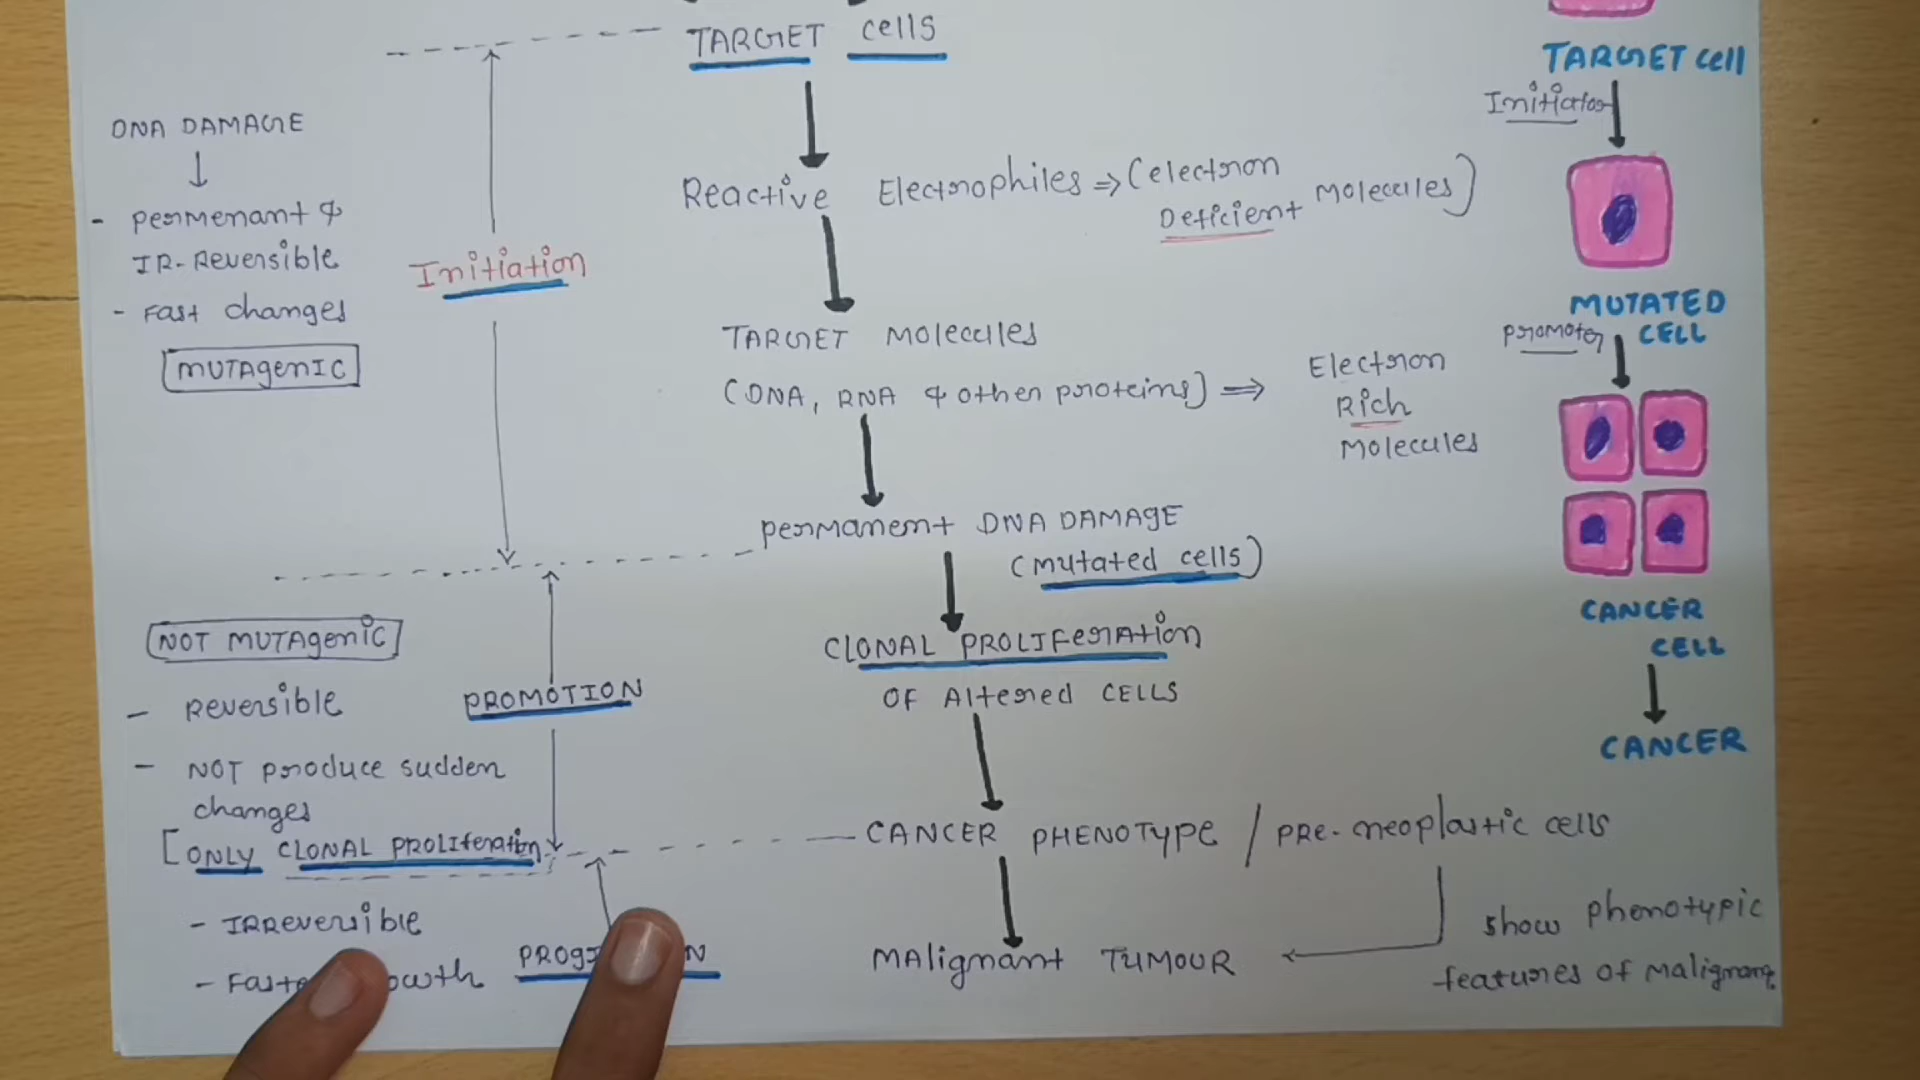 TARGET cells
TARGET cell
Initiator
DNA DAMAGE
- Permenant &
IR-Reversible
- Fast changes
MUTAgenIC
Initiation
Reactive Electrophiles ⇒ (electron
Deficient Molecules)
TARGET Molecules
(DNA, RNA & other proteins) ⇒
Electron
Rich
Molecules
MUTATED
CELL
promoter
permanent DNA DAMAGE
(mutated cells)
NOT MUTAgenic
- Reversible
- NOT produce sudden
changes
[ONLY CLONAL PROLIferation
PROMOTION
CLONAL PROLIFeration
OF Altered CELLS
CANCER
CELL
CANCER
CANCER PHENOTYPE / PRE-neoplastic cells
- IRReversible
MAlignant TUMOUR
show phenotypic
features of Malignancy